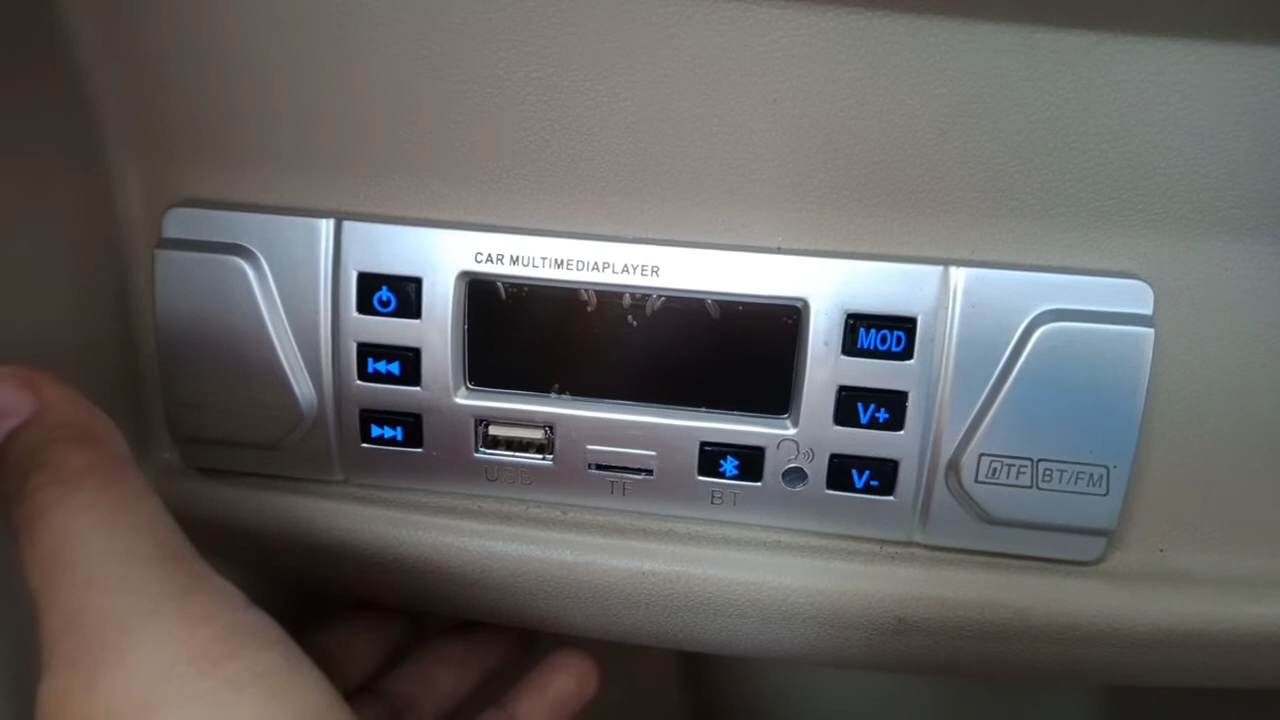 CAR MULTIMEDIAPLAYER
MOD
V+
V-
USB
TF
BT
TF
BT/FM